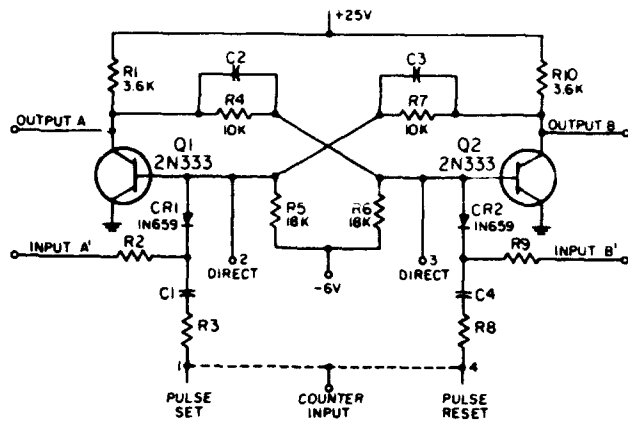 +25V
R1
3.6K
C2
R4
10K
C3
R7
10K
R10
3.6K
OUTPUT A
OUTPUT B
Q1
2N333
Q2
2N333
CR1
IN659
R5
18K
R6
18K
CR2
IN659
INPUT A'
R2
2
DIRECT
-6V
3
DIRECT
R9
INPUT B'
C1
R3
C4
R8
1
4
PULSE
SET
COUNTER
INPUT
PULSE
RESET